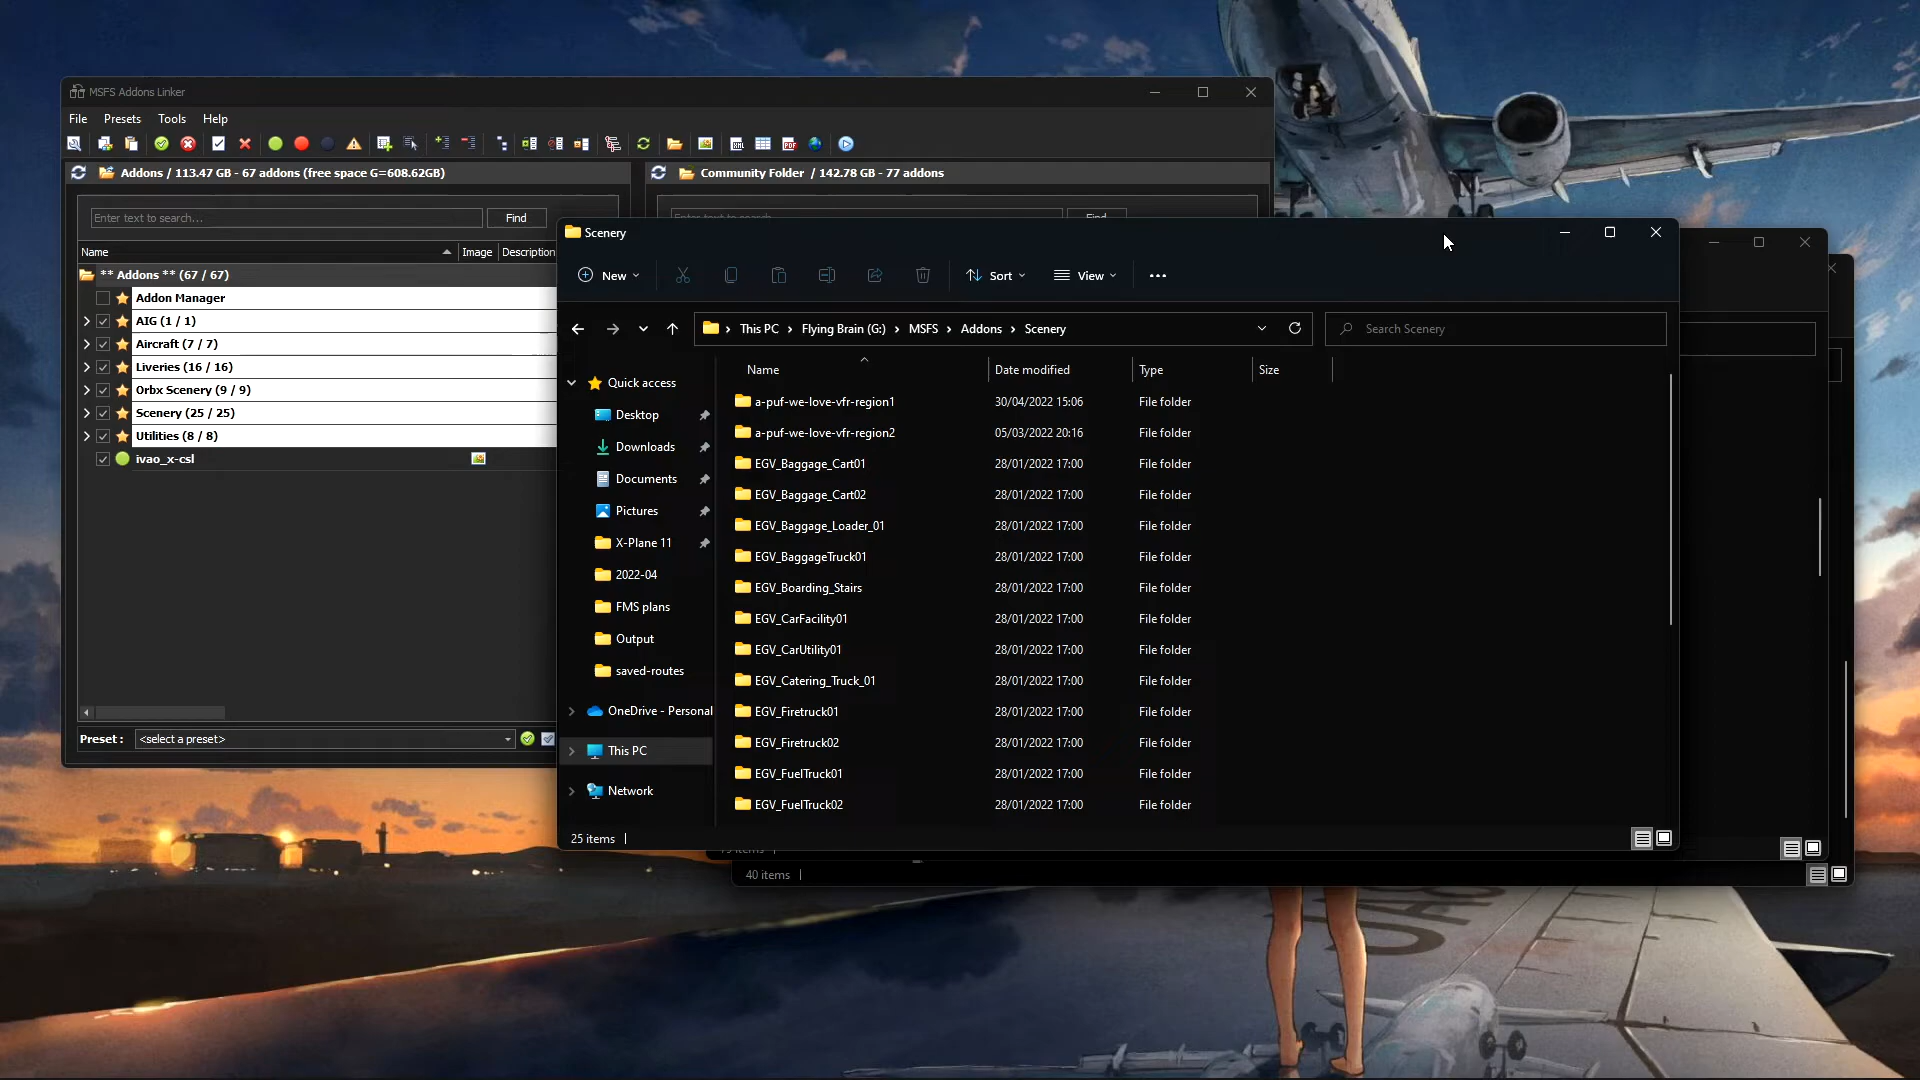 MSFS Addons Linker
File Presets Tools Help
Addons / 113.47 GB - 67 addons (free space G=608.62GB)
Community Folder / 142.78 GB - 77 addons
Enter text to search...
Find
Find
Name Image Description
** Addons ** (67 / 67)
Addon Manager
AIG (1 / 1)
Aircraft (7 / 7)
Liveries (16 / 16)
Orbx Scenery (9 / 9)
Scenery (25 / 25)
Utilities (8 / 8)
ivao_x-csl
Preset : <select a preset>
Scenery
New Sort View
This PC › Flying Brain (G:) › MSFS › Addons › Scenery
Search Scenery
Quick access
Desktop
Downloads
Documents
Pictures
X-Plane 11
2022-04
FMS plans
Output
saved-routes
OneDrive - Personal
This PC
Network
Name Date modified Type Size
a-puf-we-love-vfr-region1 30/04/2022 15:06 File folder
a-puf-we-love-vfr-region2 05/03/2022 20:16 File folder
EGV_Baggage_Cart01 28/01/2022 17:00 File folder
EGV_Baggage_Cart02 28/01/2022 17:00 File folder
EGV_Baggage_Loader_01 28/01/2022 17:00 File folder
EGV_BaggageTruck01 28/01/2022 17:00 File folder
EGV_Boarding_Stairs 28/01/2022 17:00 File folder
EGV_CarFacility01 28/01/2022 17:00 File folder
EGV_CarUtility01 28/01/2022 17:00 File folder
EGV_Catering_Truck_01 28/01/2022 17:00 File folder
EGV_Firetruck01 28/01/2022 17:00 File folder
EGV_Firetruck02 28/01/2022 17:00 File folder
EGV_FuelTruck01 28/01/2022 17:00 File folder
EGV_FuelTruck02 28/01/2022 17:00 File folder
25 items
40 items